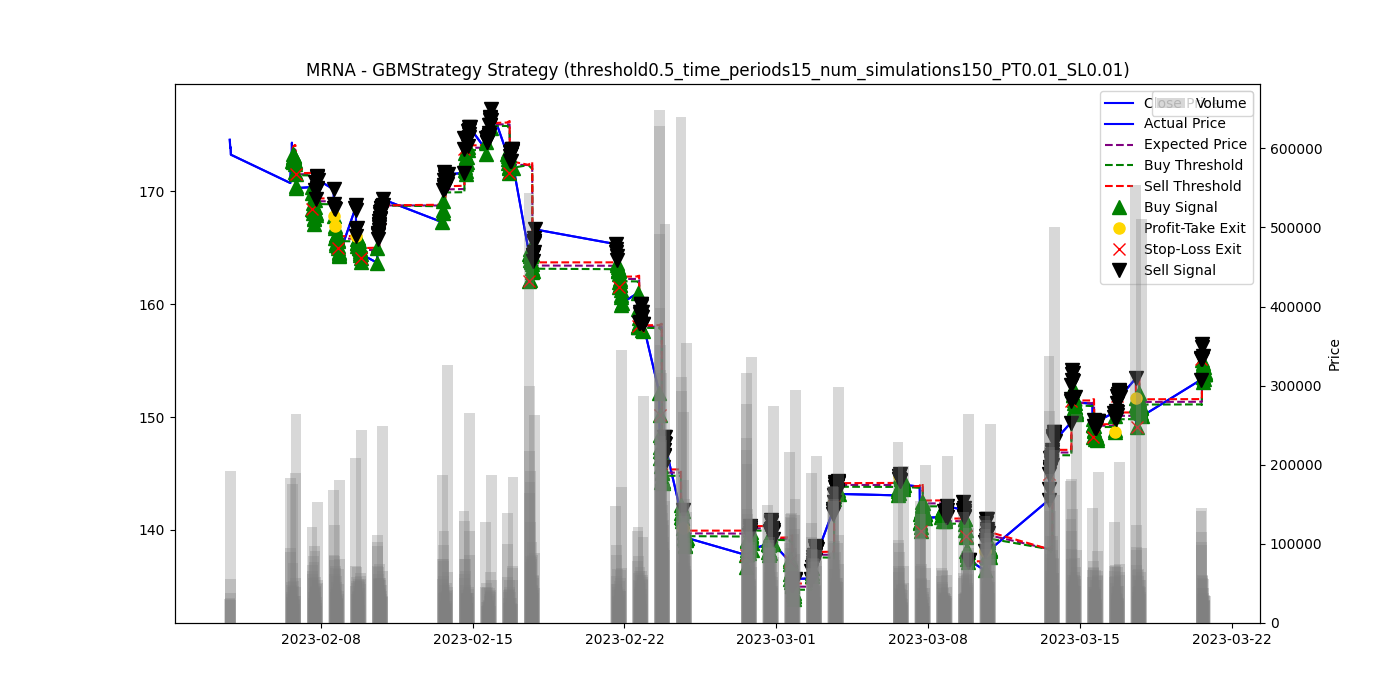 MRNA - GBMStrategy Strategy (threshold0.5_time_periods15_num_simulations150_PT0.01_SL0.01)
Volume
Actual Price
Expected Price
Buy Threshold
Sell Threshold
Buy Signal
Profit-Take Exit
Stop-Loss Exit
Sell Signal
170
160
150
140
600000
500000
400000
300000
200000
100000
0
Price
2023-02-08
2023-02-15
2023-02-22
2023-03-01
2023-03-08
2023-03-15
2023-03-22